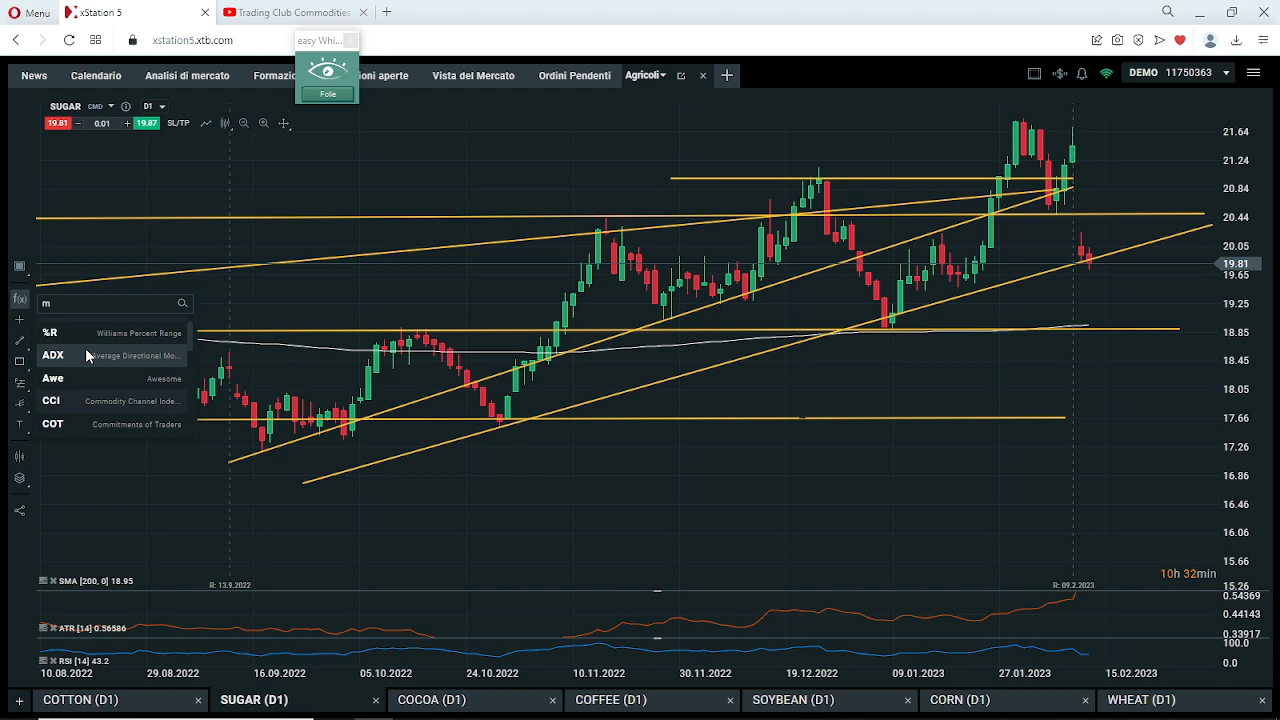 Menu
xStation 5
Trading Club Commodities
xstation5.xtb.com
easy Whi...
Folie
News
Calendario
Analisi di mercato
Formazio
ioni aperte
Vista del Mercato
Ordini Pendenti
Agricoli
DEMO 11750363
SUGAR CMD D1
19.81 − 0.01 + 19.87 SL/TP
21.64
21.24
20.84
20.44
20.05
19.81
19.65
19.25
18.85
18.45
18.05
17.66
17.26
16.86
16.46
16.06
15.66
15.26
f(x)
m
%R Williams Percent Range
ADX Average Directional Mo...
Awe Awesome
CCI Commodity Channel Inde...
COT Commitments of Traders
T
10h 32min
SMA [200, 0] 18.95
R: 13.9.2022
R: 09.2.2023
0.54369
0.44143
0.33917
ATR [14] 0.56586
100.0
0.0
RSI [14] 43.2
10.08.2022
29.08.2022
16.09.2022
05.10.2022
24.10.2022
10.11.2022
30.11.2022
19.12.2022
09.01.2023
27.01.2023
15.02.2023
COTTON (D1)
SUGAR (D1)
COCOA (D1)
COFFEE (D1)
SOYBEAN (D1)
CORN (D1)
WHEAT (D1)